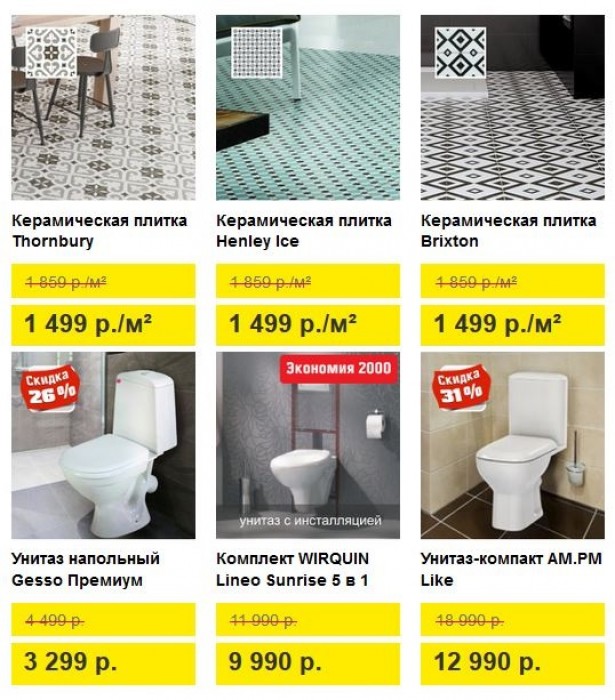 Керамическая плитка
Thornbury
1 859 р./м²
1 499 р./м²
Керамическая плитка
Henley Ice
1 859 р./м²
1 499 р./м²
Керамическая плитка
Brixton
1 859 р./м²
1 499 р./м²
Скидка
26 %
Унитаз напольный
Gesso Премиум
4 499 р.
3 299 р.
Экономия 2000
унитаз с инсталляцией
Комплект WIRQUIN
Lineo Sunrise 5 в 1
11 990 р.
9 990 р.
Скидка
31 %
Унитаз-компакт AM.PM
Like
18 990 р.
12 990 р.